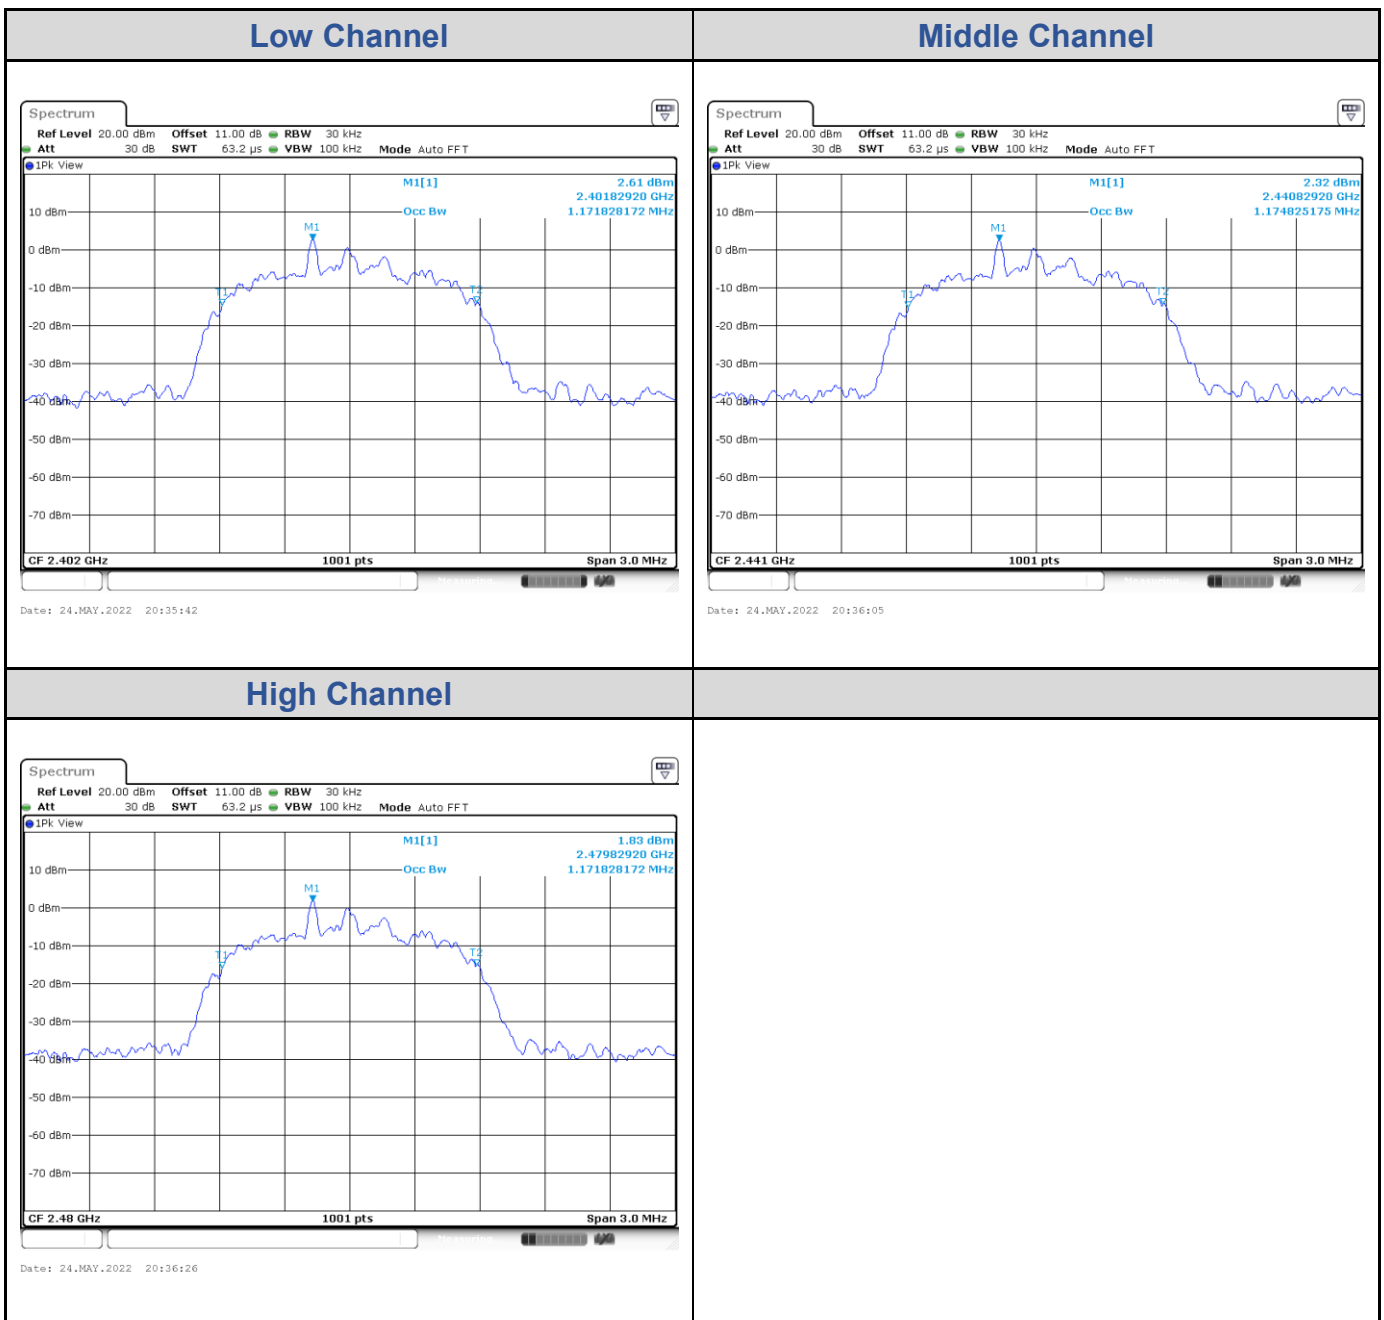 Low Channel
Middle Channel
Spectrum
Ref Level 20.00 dBm Offset 11.00 dB RBW 30 kHz
Att 30 dB SWT 63.2 µs VBW 100 kHz Mode Auto FFT
1Pk View
M1[1] 2.61 dBm
2.40182920 GHz
Occ Bw 1.171828172 MHz
M1
T1
T2
10 dBm
0 dBm
-10 dBm
-20 dBm
-30 dBm
-40 dBm
-50 dBm
-60 dBm
-70 dBm
CF 2.402 GHz 1001 pts Span 3.0 MHz
Measuring
Date: 24.MAY.2022 20:35:42
Spectrum
Ref Level 20.00 dBm Offset 11.00 dB RBW 30 kHz
Att 30 dB SWT 63.2 µs VBW 100 kHz Mode Auto FFT
1Pk View
M1[1] 2.32 dBm
2.44082920 GHz
Occ Bw 1.174825175 MHz
M1
T1
T2
10 dBm
0 dBm
-10 dBm
-20 dBm
-30 dBm
-40 dBm
-50 dBm
-60 dBm
-70 dBm
CF 2.441 GHz 1001 pts Span 3.0 MHz
Measuring
Date: 24.MAY.2022 20:36:05
High Channel
Spectrum
Ref Level 20.00 dBm Offset 11.00 dB RBW 30 kHz
Att 30 dB SWT 63.2 µs VBW 100 kHz Mode Auto FFT
1Pk View
M1[1] 1.83 dBm
2.47982920 GHz
Occ Bw 1.171828172 MHz
M1
T1
T2
10 dBm
0 dBm
-10 dBm
-20 dBm
-30 dBm
-40 dBm
-50 dBm
-60 dBm
-70 dBm
CF 2.48 GHz 1001 pts Span 3.0 MHz
Measuring
Date: 24.MAY.2022 20:36:26